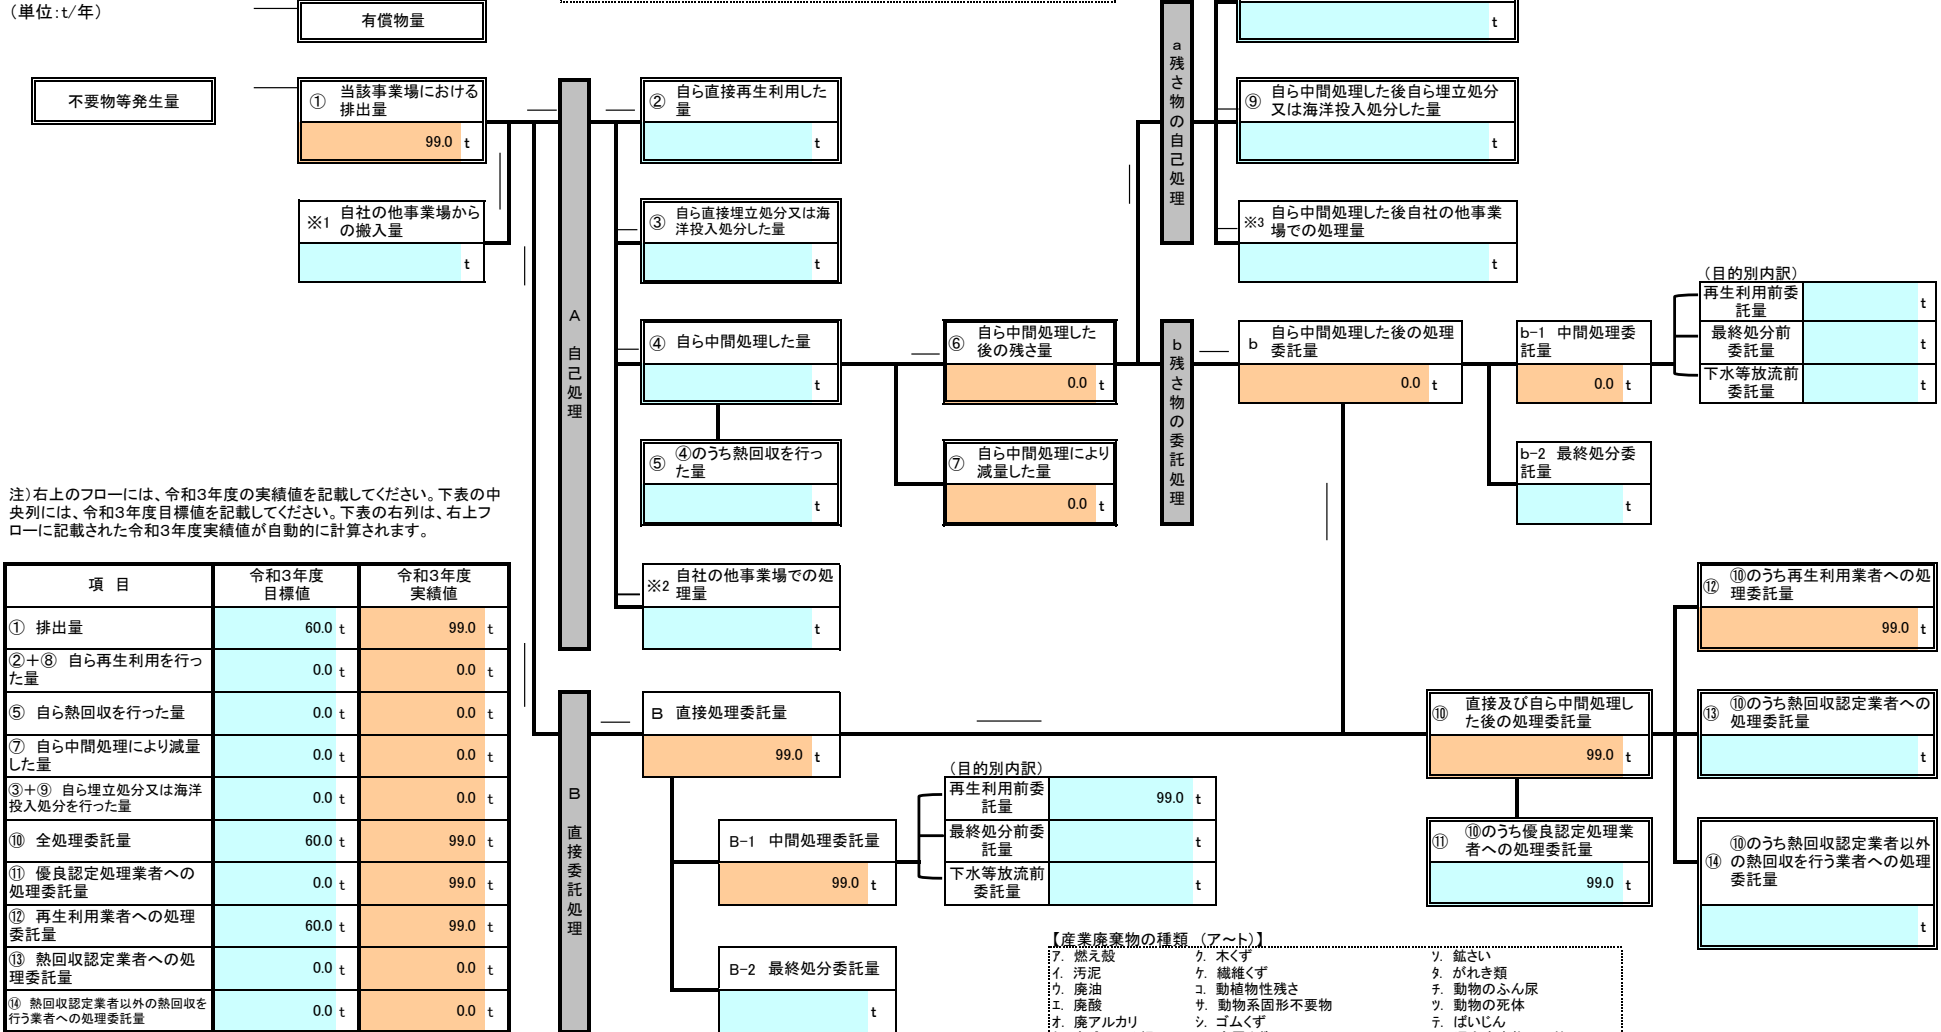 （単位：t/年）
有償物量
t
不要物等発生量
① 当該事業場における
排出量
99.0 t
② 自ら直接再生利用した
量
t
a 残さ物の自己処理
⑨ 自ら中間処理した後自ら埋立処分
又は海洋投入処分した量
t
※1 自社の他事業場から
の搬入量
t
③ 自ら直接埋立処分又は海
洋投入処分した量
t
※3 自ら中間処理した後自社の他事業
場での処理量
t
A 自己処理
④ 自ら中間処理した量
t
⑥ 自ら中間処理した
後の残さ量
0.0 t
b 残さ物の委託処理
b 自ら中間処理した後の処理
委託量
0.0 t
b-1 中間処理委
託量
0.0 t
（目的別内訳）
再生利用前委
託量
t
最終処分前
委託量
t
下水等放流前
委託量
t
⑤ ④のうち熱回収を行っ
た量
t
⑦ 自ら中間処理により
減量した量
0.0 t
b-2 最終処分委
託量
t
注）右上のフローには、令和3年度の実績値を記載してください。下表の中
央列には、令和3年度目標値を記載してください。下表の右列は、右上フ
ローに記載された令和3年度実績値が自動的に計算されます。
※2 自社の他事業場での処
理量
t
項 目 令和3年度
目標値 令和3年度
実績値
① 排出量 60.0 t 99.0 t
②＋⑧ 自ら再生利用を行っ
た量 0.0 t 0.0 t
⑤ 自ら熱回収を行った量 0.0 t 0.0 t
⑦ 自ら中間処理により減量
した量 0.0 t 0.0 t
③＋⑨ 自ら埋立処分又は海洋
投入処分を行った量 0.0 t 0.0 t
⑩ 全処理委託量 60.0 t 99.0 t
⑪ 優良認定処理業者への
処理委託量 0.0 t 99.0 t
⑫ 再生利用業者への処理
委託量 60.0 t 99.0 t
⑬ 熱回収認定業者への処
理委託量 0.0 t 0.0 t
⑭ 熱回収認定業者以外の熱回収を
行う業者への処理委託量 0.0 t 0.0 t
B 直接委託処理
B 直接処理委託量
99.0 t
B-1 中間処理委託量
99.0 t
（目的別内訳）
再生利用前委
託量
99.0 t
最終処分前委
託量
t
下水等放流前
委託量
t
B-2 最終処分委託量
t
⑩ 直接及び自ら中間処理し
た後の処理委託量
99.0 t
⑪ ⑩のうち優良認定処理業
者への処理委託量
99.0 t
⑫ ⑩のうち再生利用業者への処
理委託量
99.0 t
⑬ ⑩のうち熱回収認定業者への
処理委託量
t
⑭ ⑩のうち熱回収認定業者以外
の熱回収を行う業者への処理
委託量
t
【産業廃棄物の種類 （ア～ト）】
ア. 燃え殻 ク. 木くず ソ. 鉱さい
イ. 汚泥 ケ. 繊維くず タ. がれき類
ウ. 廃油 コ. 動植物性残さ チ. 動物のふん尿
エ. 廃酸 サ. 動物系固形不要物 ツ. 動物の死体
オ. 廃アルカリ シ. ゴムくず テ. ばいじん